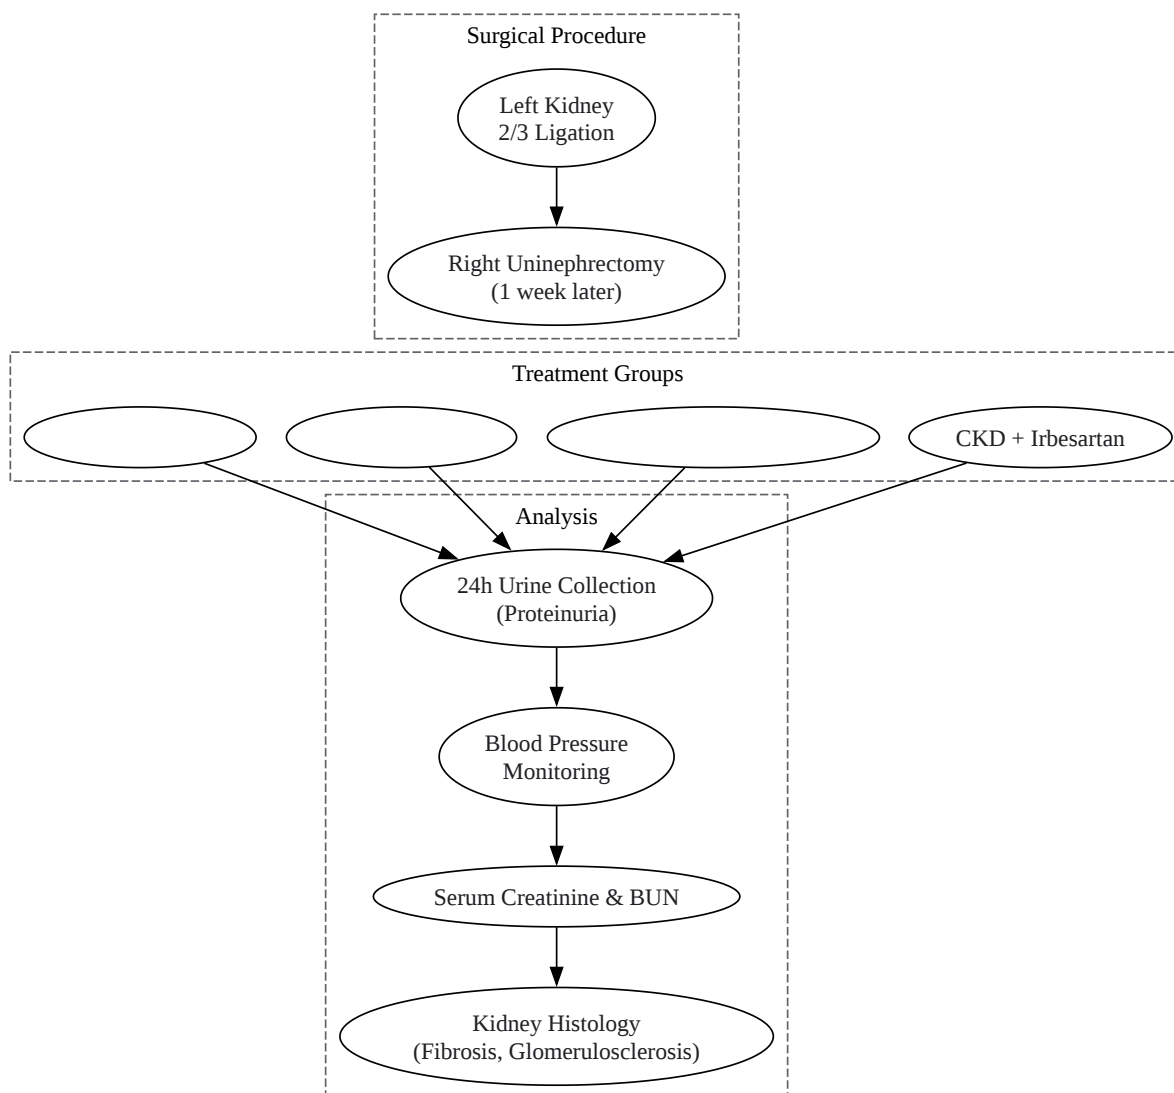 Surgical Procedure
Left Kidney
2/3 Ligation
Right Uninephrectomy
(1 week later)
Treatment Groups
CKD + Irbesartan
Analysis
24h Urine Collection
(Proteinuria)
Blood Pressure
Monitoring
Serum Creatinine & BUN
Kidney Histology
(Fibrosis, Glomerulosclerosis)